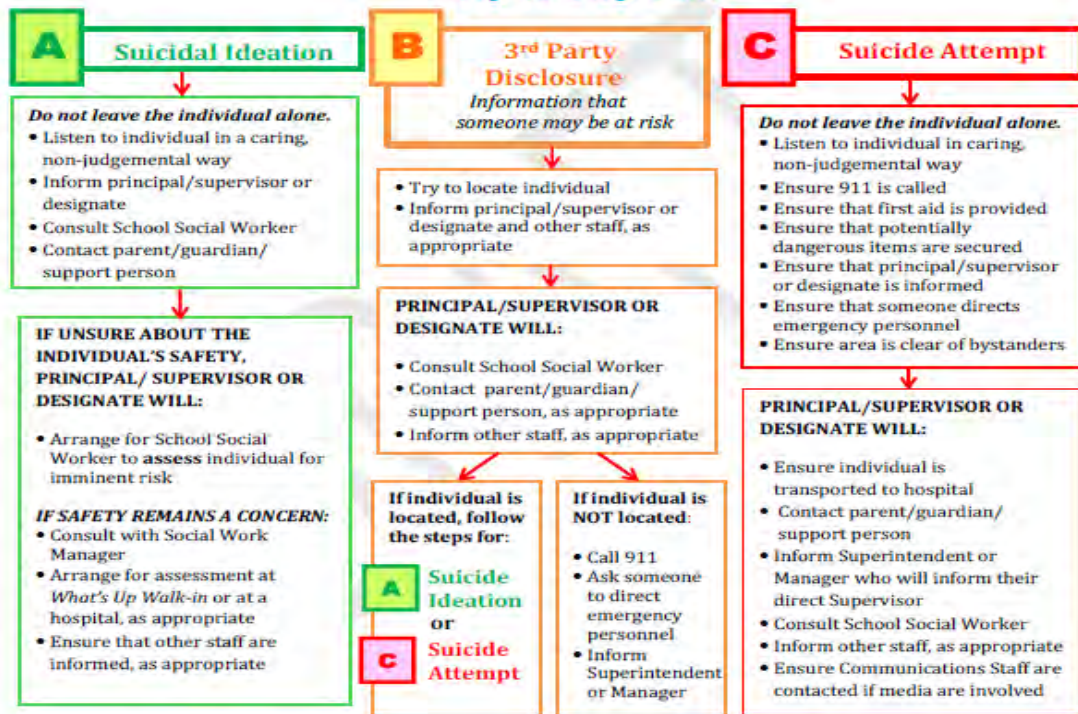 A
Suicidal Ideation
Do not leave the individual alone.
• Listen to individual in a caring,
non-judgemental way
• Inform principal/supervisor or
designate
• Consult School Social Worker
• Contact parent/guardian/
support person
IF UNSURE ABOUT THE
INDIVIDUAL'S SAFETY,
PRINCIPAL/ SUPERVISOR OR
DESIGNATE WILL:
• Arrange for School Social
Worker to assess individual for
imminent risk
IF SAFETY REMAINS A CONCERN:
• Consult with Social Work
Manager
• Arrange for assessment at
What's Up Walk-in or at a
hospital, as appropriate
• Ensure that other staff are
informed, as appropriate
B
3rd Party
Disclosure
Information that
someone may be at risk
• Try to locate individual
• Inform principal/supervisor or
designate and other staff, as
appropriate
PRINCIPAL/SUPERVISOR OR
DESIGNATE WILL:
• Consult School Social Worker
• Contact parent/guardian/
support person, as appropriate
• Inform other staff, as appropriate
If individual is
located, follow
the steps for:
A Suicide
Ideation
or
C Suicide
Attempt
If individual is
NOT located:
• Call 911
• Ask someone
to direct
emergency
personnel
• Inform
Superintendent
or Manager
C
Suicide Attempt
Do not leave the individual alone.
• Listen to individual in caring,
non-judgemental way
• Ensure 911 is called
• Ensure that first aid is provided
• Ensure that potentially
dangerous items are secured
• Ensure that principal/supervisor
or designate is informed
• Ensure that someone directs
emergency personnel
• Ensure area is clear of bystanders
PRINCIPAL/SUPERVISOR OR
DESIGNATE WILL:
• Ensure individual is
transported to hospital
• Contact parent/guardian/
support person
• Inform Superintendent or
Manager who will inform their
direct Supervisor
• Consult School Social Worker
• Inform other staff, as appropriate
• Ensure Communications Staff are
contacted if media are involved